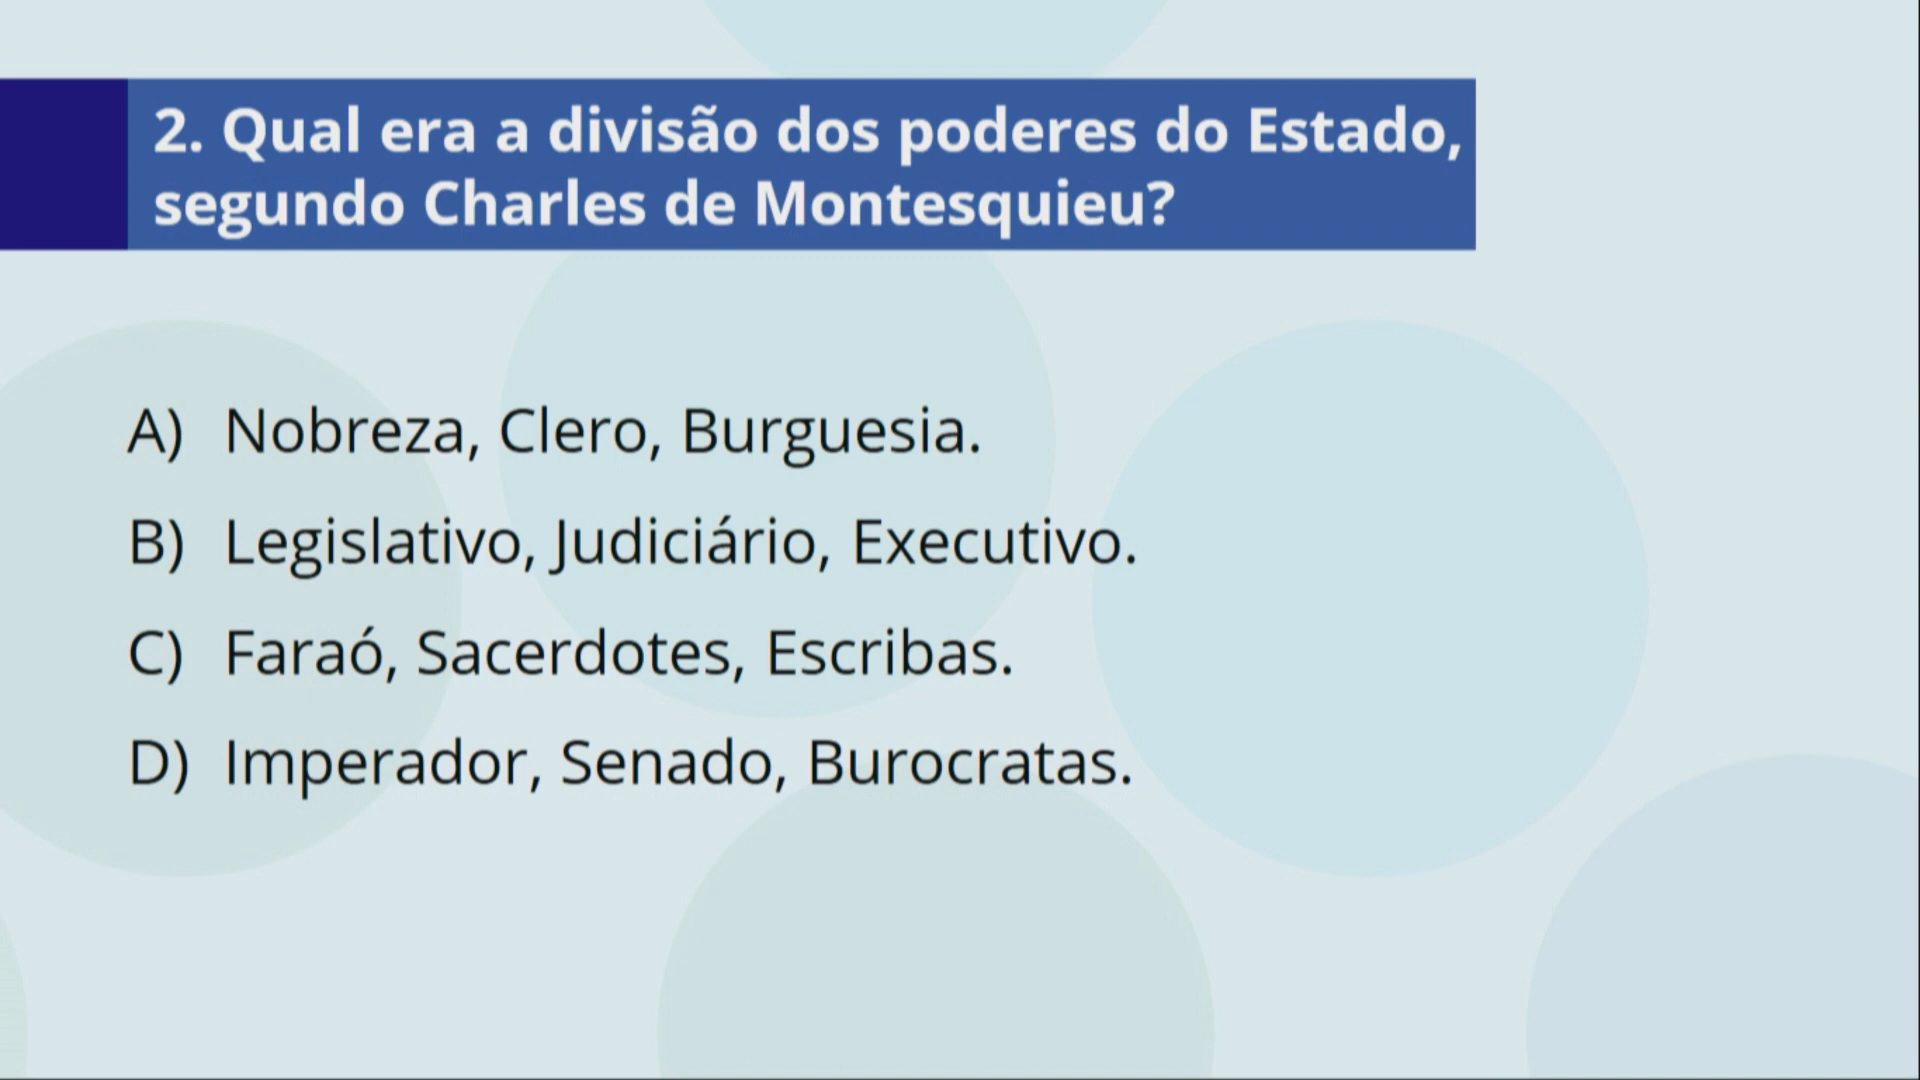 2. Qual era a divisão dos poderes do Estado,
segundo Charles de Montesquieu?
A) Nobreza, Clero, Burguesia.
B) Legislativo, Judiciário, Executivo.
C) Faraó, Sacerdotes, Escribas.
D) Imperador, Senado, Burocratas.